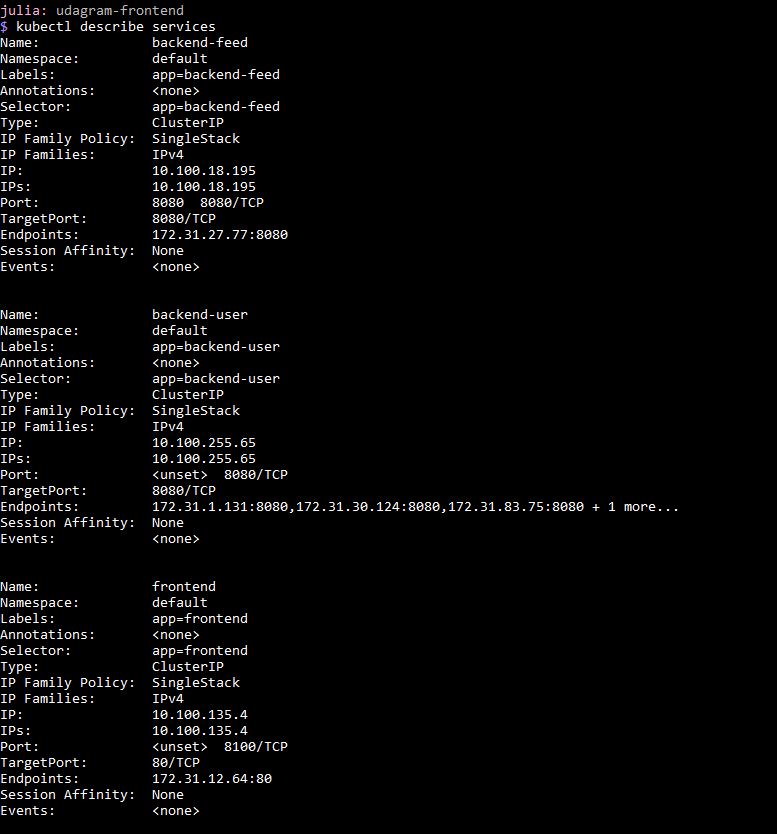 julia: udagram-frontend
$ kubectl describe services
Name:              backend-feed
Namespace:         default
Labels:            app=backend-feed
Annotations:       <none>
Selector:          app=backend-feed
Type:              ClusterIP
IP Family Policy:  SingleStack
IP Families:       IPv4
IP:                10.100.18.195
IPs:               10.100.18.195
Port:              8080  8080/TCP
TargetPort:        8080/TCP
Endpoints:         172.31.27.77:8080
Session Affinity:  None
Events:            <none>

Name:              backend-user
Namespace:         default
Labels:            app=backend-user
Annotations:       <none>
Selector:          app=backend-user
Type:              ClusterIP
IP Family Policy:  SingleStack
IP Families:       IPv4
IP:                10.100.255.65
IPs:               10.100.255.65
Port:              <unset>  8080/TCP
TargetPort:        8080/TCP
Endpoints:         172.31.1.131:8080,172.31.30.124:8080,172.31.83.75:8080 + 1 more...
Session Affinity:  None
Events:            <none>

Name:              frontend
Namespace:         default
Labels:            app=frontend
Annotations:       <none>
Selector:          app=frontend
Type:              ClusterIP
IP Family Policy:  SingleStack
IP Families:       IPv4
IP:                10.100.135.4
IPs:               10.100.135.4
Port:              <unset>  8100/TCP
TargetPort:        80/TCP
Endpoints:         172.31.12.64:80
Session Affinity:  None
Events:            <none>